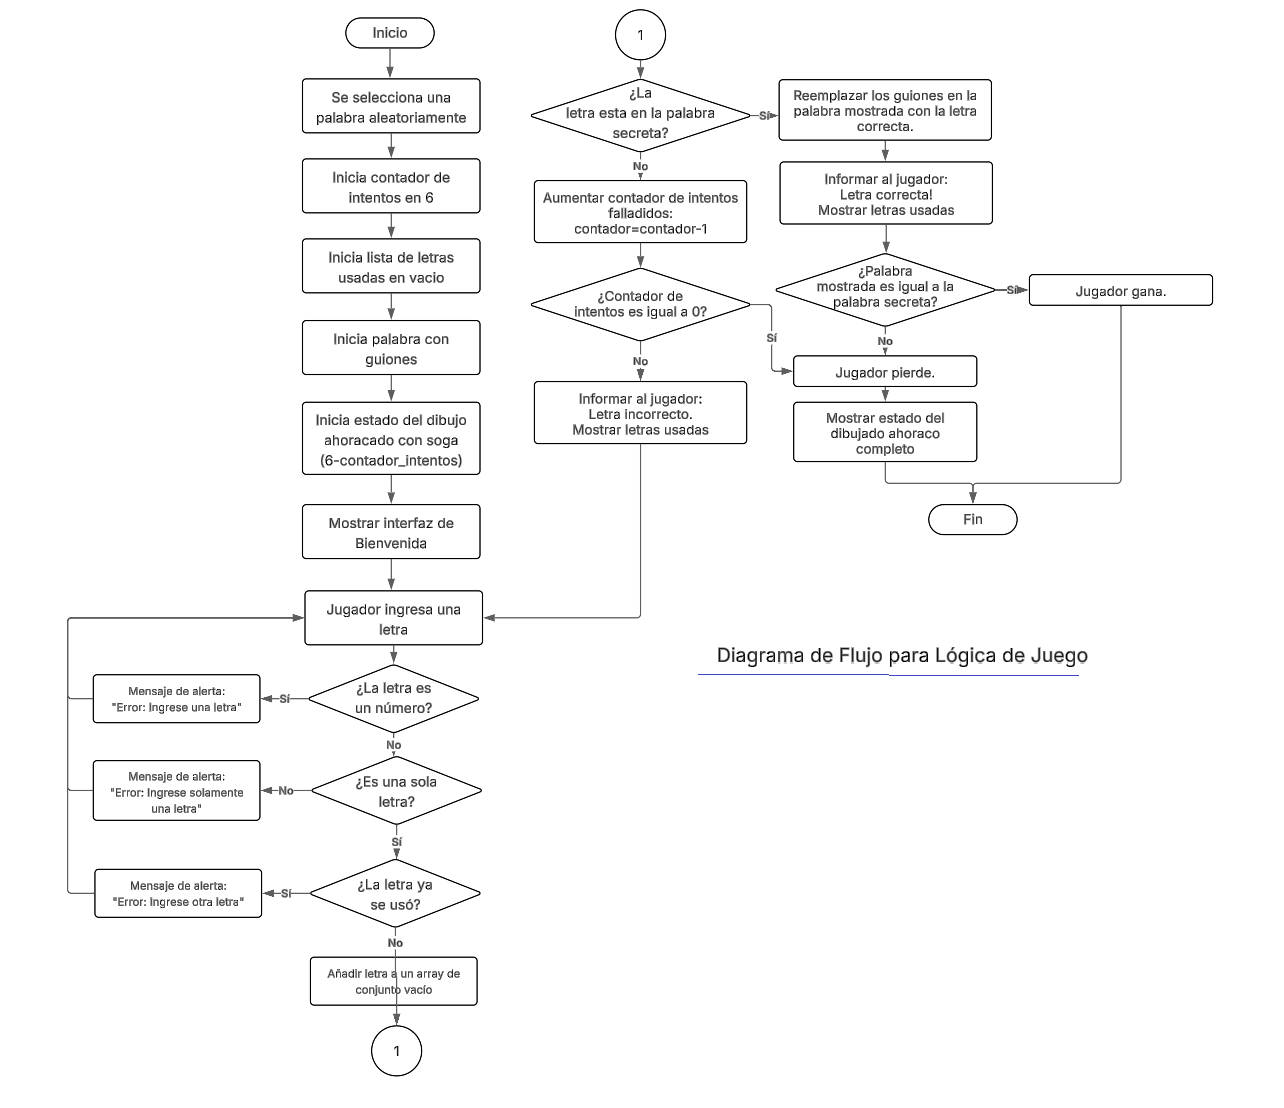 Inicio
Se selecciona una
palabra aleatoriamente
Inicia contador de
intentos en 6
Inicia lista de letras
usadas en vacio
Inicia palabra con
guiones
Inicia estado del dibujo
ahoracado con soga
(6-contador_intentos)
Mostrar interfaz de
Bienvenida
Jugador ingresa una
letra
¿La letra es
un número?
Sí
Mensaje de alerta:
"Error: Ingrese una letra"
No
¿Es una sola
letra?
No
Mensaje de alerta:
"Error: Ingrese solamente
una letra"
Sí
¿La letra ya
se usó?
Sí
Mensaje de alerta:
"Error: Ingrese otra letra"
No
Añadir letra a un array de
conjunto vacío
1
1
¿La
letra esta en la palabra
secreta?
Sí
No
Aumentar contador de intentos
falladidos:
contador=contador-1
¿Contador de
intentos es igual a 0?
Sí
No
Informar al jugador:
Letra incorrecto.
Mostrar letras usadas
Reemplazar los guiones en la
palabra mostrada con la letra
correcta.
Informar al jugador:
Letra correcta!
Mostrar letras usadas
¿Palabra
mostrada es igual a la
palabra secreta?
Sí
Jugador gana.
No
Jugador pierde.
Mostrar estado del
dibujado ahoraco
completo
Fin
Diagrama de Flujo para Lógica de Juego